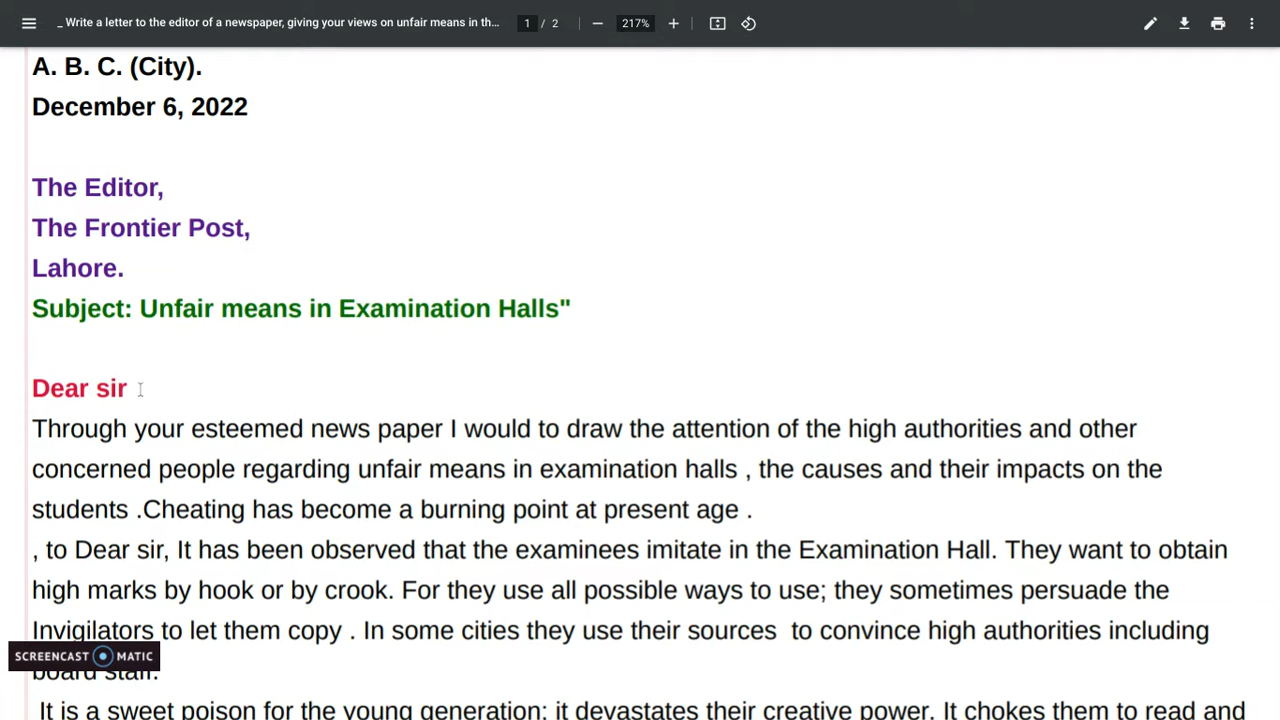 _ Write a letter to the editor of a newspaper, giving your views on unfair means in th... 1 / 2 217%
A. B. C. (City).
December 6, 2022
The Editor,
The Frontier Post,
Lahore.
Subject: Unfair means in Examination Halls"
Dear sir
Through your esteemed news paper I would to draw the attention of the high authorities and other
concerned people regarding unfair means in examination halls , the causes and their impacts on the
students .Cheating has become a burning point at present age .
, to Dear sir, It has been observed that the examinees imitate in the Examination Hall. They want to obtain
high marks by hook or by crook. For they use all possible ways to use; they sometimes persuade the
Invigilators to let them copy . In some cities they use their sources to convince high authorities including
SCREENCAST MATIC
board staff.
It is a sweet poison for the young generation; it devastates their creative power. It chokes them to read and